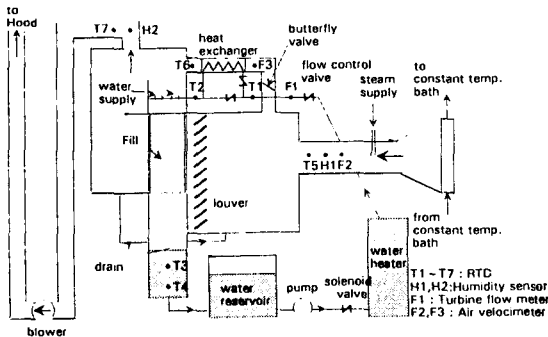 to
Hood
T7
H2
heat
exchanger
butterfly
valve
flow control
valve
steam
supply
to
constant temp.
bath
T6
F3
water
supply
T2
T1
F1
Fill
T5 H1 F2
louver
from
constant temp.
bath
drain
T3
T4
water
reservoir
pump
solenoid
valve
water
heater
blower
T1 ~ T7 : RTD
H1,H2:Humidity sensor
F1 : Turbine flow meter
F2,F3 : Air velocimeter